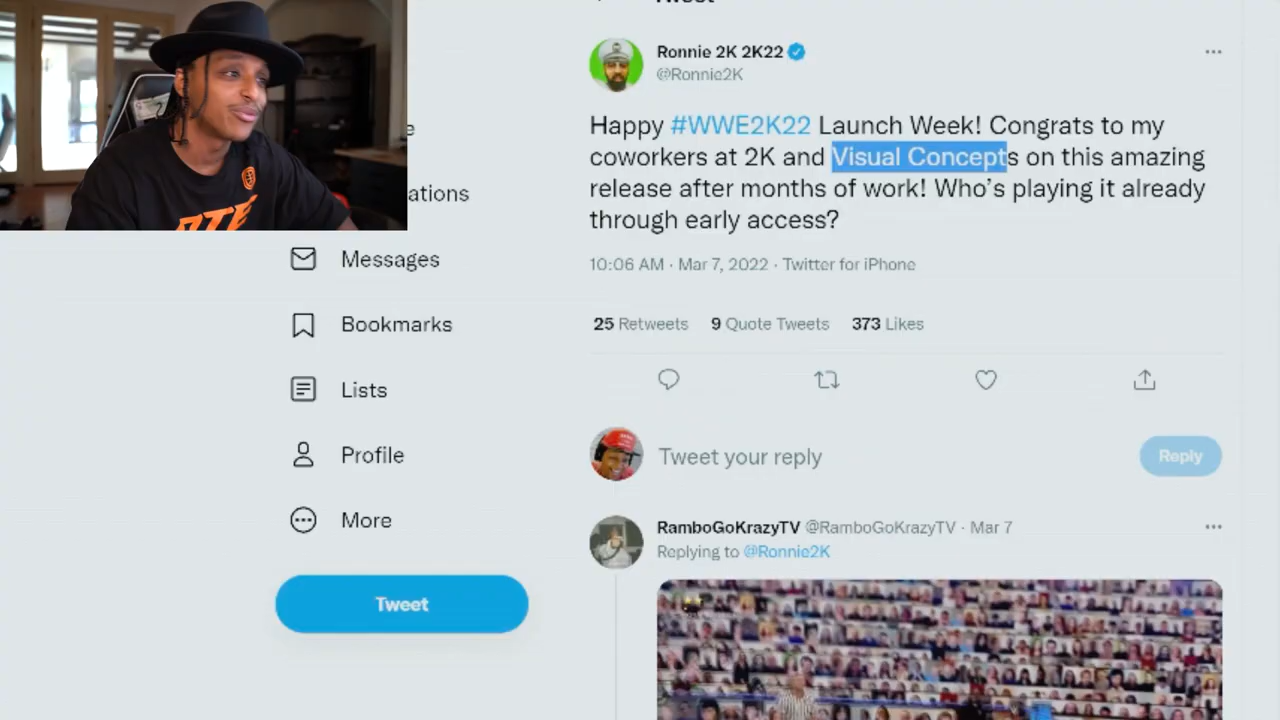 Tweet
Ronnie 2K 2K22
@Ronnie2K
Happy #WWE2K22 Launch Week! Congrats to my
coworkers at 2K and Visual Concepts on this amazing
release after months of work! Who's playing it already
through early access?
10:06 AM · Mar 7, 2022 · Twitter for iPhone
25 Retweets 9 Quote Tweets 373 Likes
Tweet your reply
Reply
RamboGoKrazyTV @RamboGoKrazyTV · Mar 7
Replying to @Ronnie2K
e
ations
Messages
Bookmarks
Lists
Profile
More
Tweet